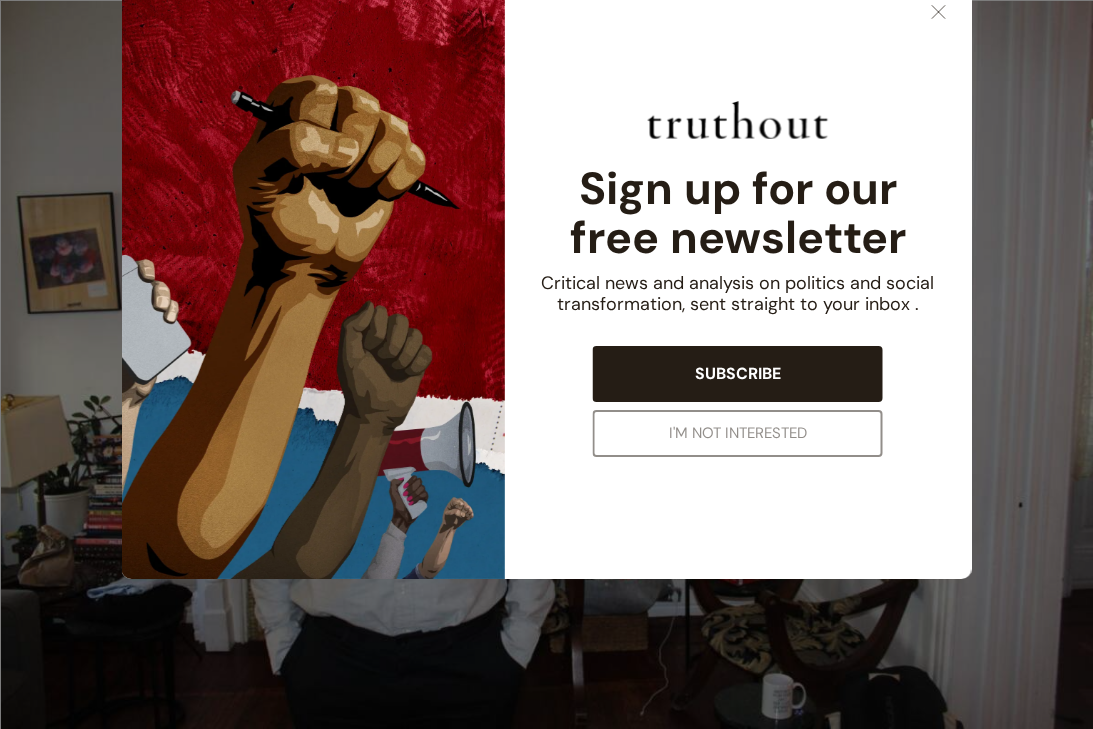 truthout
Sign up for our
free newsletter
Critical news and analysis on politics and social
transformation, sent straight to your inbox .
SUBSCRIBE
I'M NOT INTERESTED